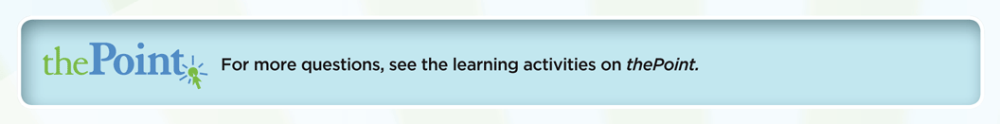 thePoint For more questions, see the learning activities on thePoint.